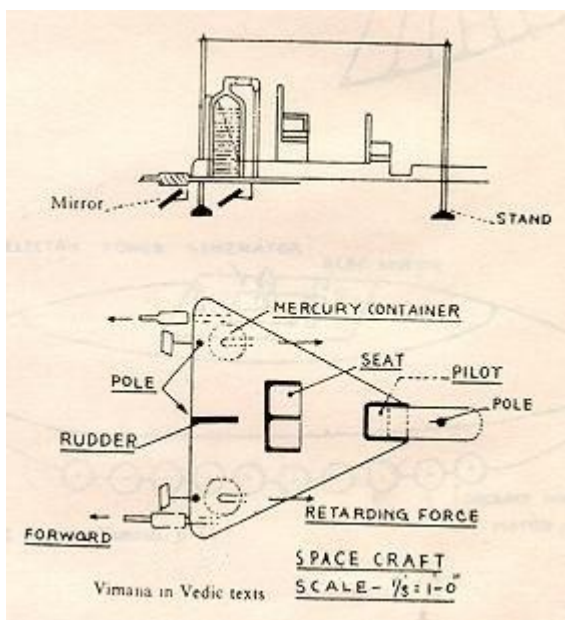 Mirror
STAND
MERCURY CONTAINER
SEAT
PILOT
POLE
POLE
RUDDER
RETARDING FORCE
FORWARD
SPACE CRAFT
Vimana in Vedic texts
SCALE - 1/8 = 1'-0"